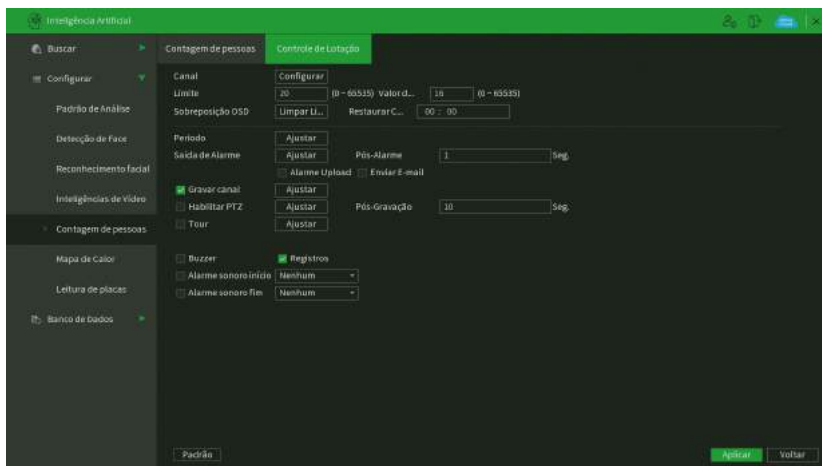 Inteligência Artificial
Buscar
Configurar
Padrão de Análise
Detecção de Face
Reconhecimento facial
Inteligências de Vídeo
Contagem de pessoas
Mapa de Calor
Leitura de placas
Banco de Dados
Contagem de pessoas Controle de Lotação
Canal Configurar
Limite 20 (0 ~ 65535) Valor d... 16 (0 ~ 65535)
Sobreposição OSD Limpar Li... Restaurar C... 00 : 00
Período Ajustar
Saída de Alarme Ajustar Pós-Alarme 1 Seg.
Alarme Upload Enviar E-mail
Gravar canal Ajustar
Habilitar PTZ Ajustar Pós-Gravação 10 Seg.
Tour Ajustar
Buzzer Registros
Alarme sonoro início Nenhum
Alarme sonoro fim Nenhum
Padrão Aplicar Voltar